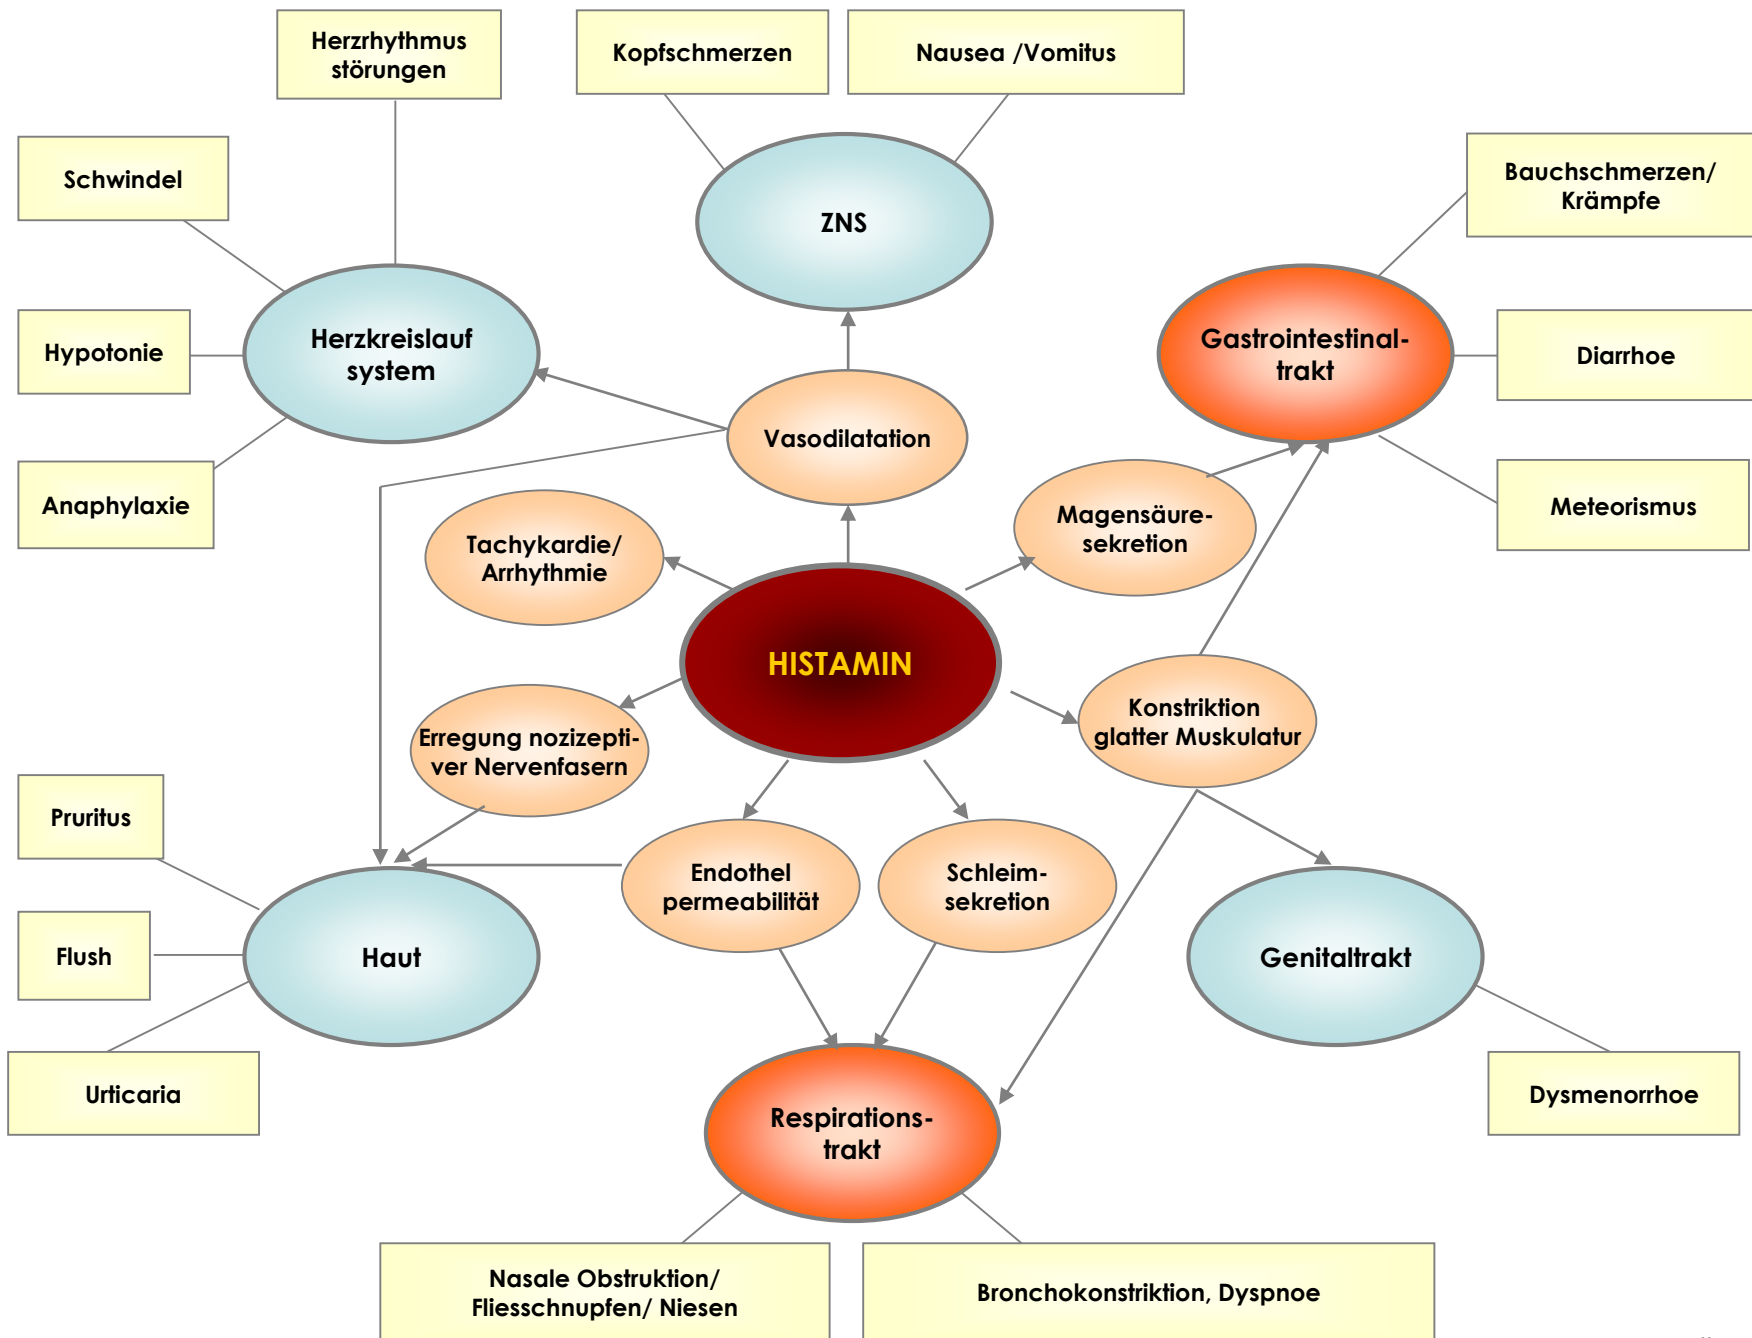 Herzrhythmus
störungen
Kopfschmerzen
Nausea /Vomitus
Schwindel
Bauchschmerzen/
Krämpfe
ZNS
Hypotonie
Herzkreislauf
system
Gastrointestinal-
trakt
Diarrhoe
Vasodilatation
Anaphylaxie
Magensäure-
sekretion
Meteorismus
Tachykardie/
Arrhythmie
HISTAMIN
Erregung nozizepti-
ver Nervenfasern
Konstriktion
glatter Muskulatur
Pruritus
Endothel
permeabilität
Schleim-
sekretion
Flush
Haut
Genitaltrakt
Urticaria
Respirations-
trakt
Dysmenorrhoe
Nasale Obstruktion/
Fliesschnupfen/ Niesen
Bronchokonstriktion, Dyspnoe